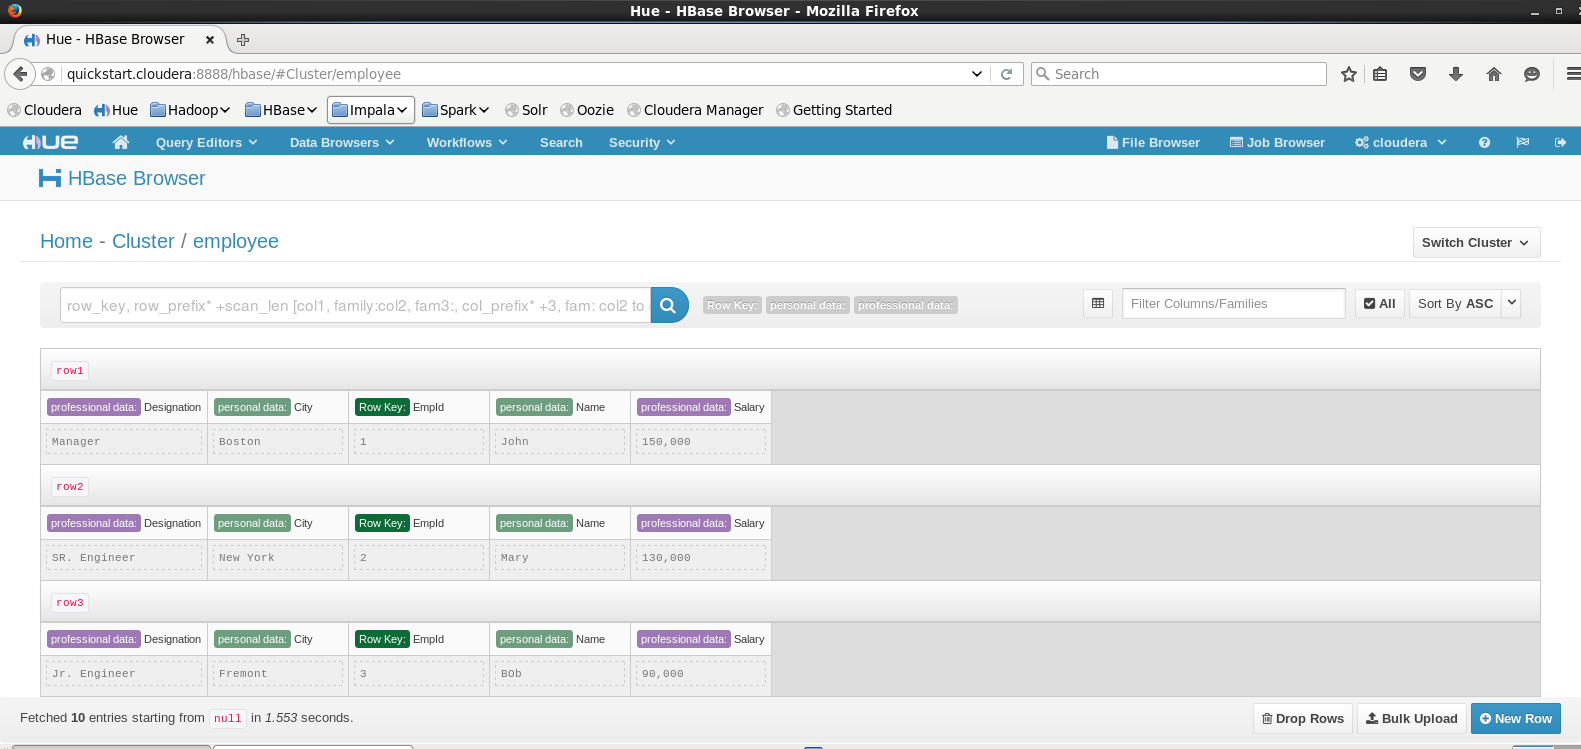 Hue - HBase Browser - Mozilla Firefox
Hue - HBase Browser
quickstart.cloudera:8888/hbase/#Cluster/employee
Search
Cloudera Hue Hadoop HBase Impala Spark Solr Oozie Cloudera Manager Getting Started
HUE Query Editors Data Browsers Workflows Search Security File Browser Job Browser cloudera
HBase Browser
Home - Cluster / employee
Switch Cluster
row_key, row_prefix* +scan_len [col1, family:col2, fam3:, col_prefix* +3, fam: col2 to
Row Key: personal data: professional data:
Filter Columns/Families
All
Sort By ASC
row1
professional data: Designation personal data: City Row Key: EmpId personal data: Name professional data: Salary
Manager Boston 1 John 150,000
row2
professional data: Designation personal data: City Row Key: EmpId personal data: Name professional data: Salary
SR. Engineer New York 2 Mary 130,000
row3
professional data: Designation personal data: City Row Key: EmpId personal data: Name professional data: Salary
Jr. Engineer Fremont 3 BOb 90,000
Fetched 10 entries starting from null in 1.553 seconds.
Drop Rows Bulk Upload New Row